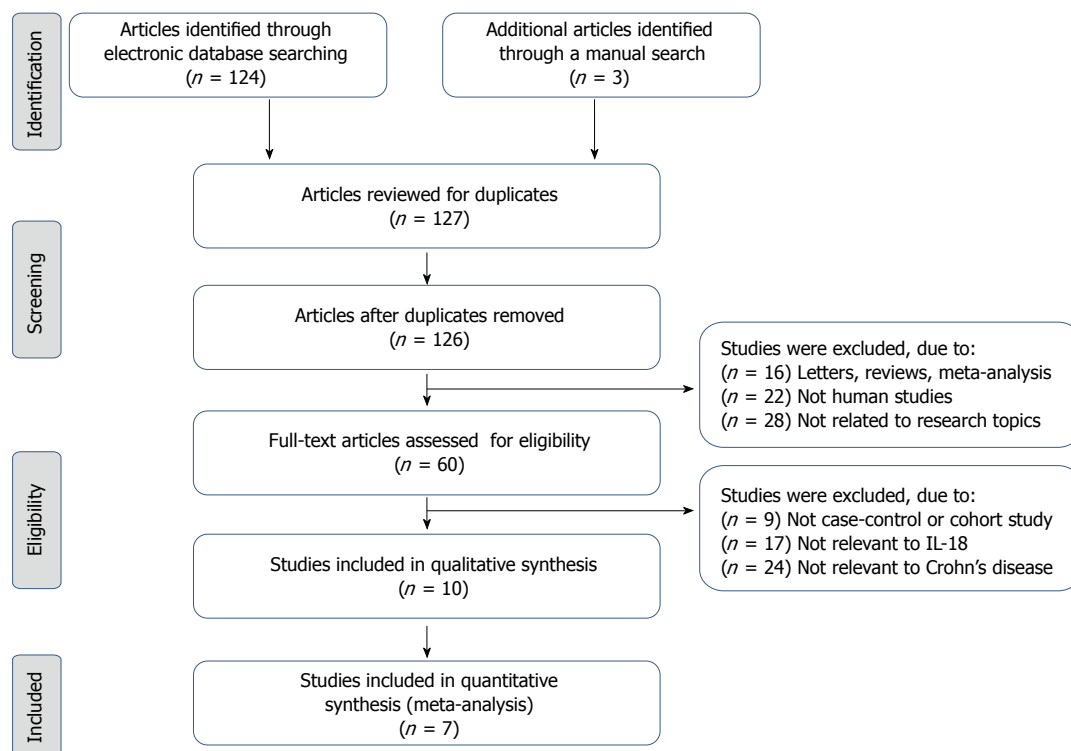 Identification
Articles identified through
electronic database searching
(n = 124)
Additional articles identified
through a manual search
(n = 3)
Articles reviewed for duplicates
(n = 127)
Screening
Articles after duplicates removed
(n = 126)
Studies were excluded, due to:
(n = 16) Letters, reviews, meta-analysis
(n = 22) Not human studies
(n = 28) Not related to research topics
Full-text articles assessed for eligibility
(n = 60)
Eligibility
Studies were excluded, due to:
(n = 9) Not case-control or cohort study
(n = 17) Not relevant to IL-18
(n = 24) Not relevant to Crohn's disease
Studies included in qualitative synthesis
(n = 10)
Included
Studies included in quantitative
synthesis (meta-analysis)
(n = 7)